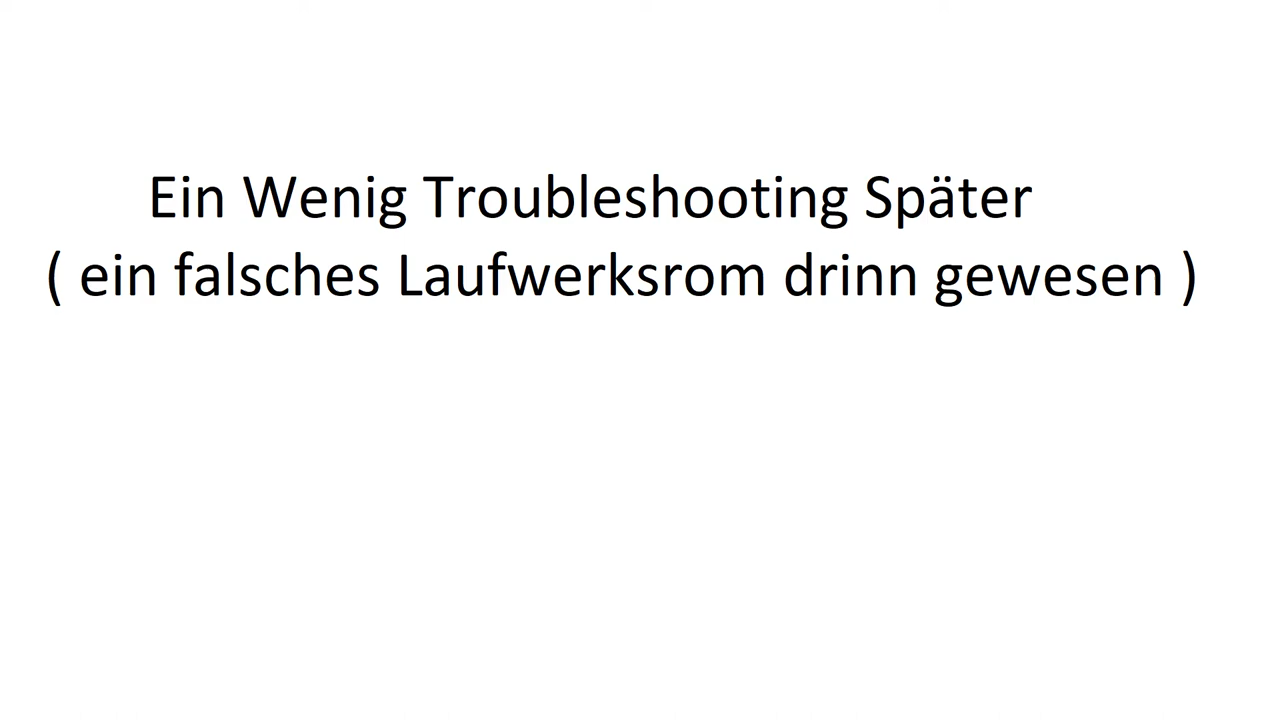 Ein Wenig Troubleshooting Später
( ein falsches Laufwerksrom drinn gewesen )